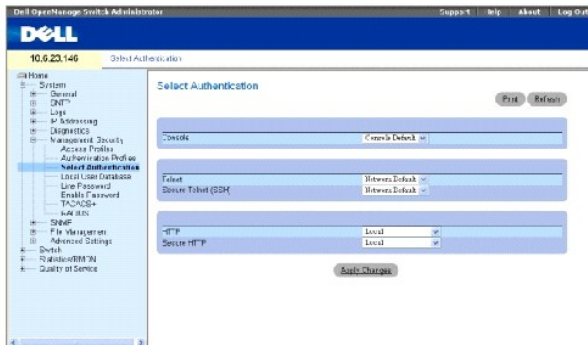 Dell OpenManage Switch Administrator
Support Help About Log Out
DELL
10.6.23.146
Select Authentication
Home
System
General
SNTP
Logs
IP Addressing
Diagnostics
Management Security
Access Profiles
Authentication Profiles
Select Authentication
Local User Database
Line Password
Enable Password
TACACS+
RADIUS
SNMP
File Management
Advanced Settings
Switch
Statistics/RMON
Quality of Service
Select Authentication
Print Refresh
Console Console Default
Telnet Network Default
Secure Telnet (SSH) Network Default
HTTP Local
Secure HTTP Local
Apply Changes